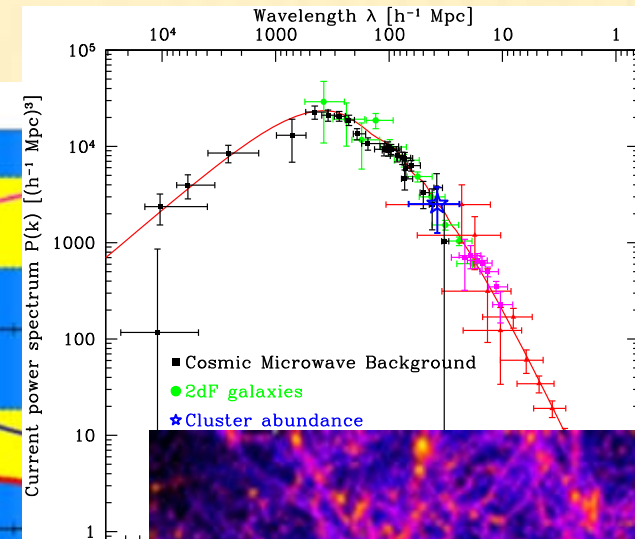 Wavelength λ [h⁻¹ Mpc]
10⁴ 1000 100 10 1
Current power spectrum P(k) [(h⁻¹ Mpc)³]
10⁵
10⁴
1000
100
10
1
Cosmic Microwave Background
2dF galaxies
Cluster abundance